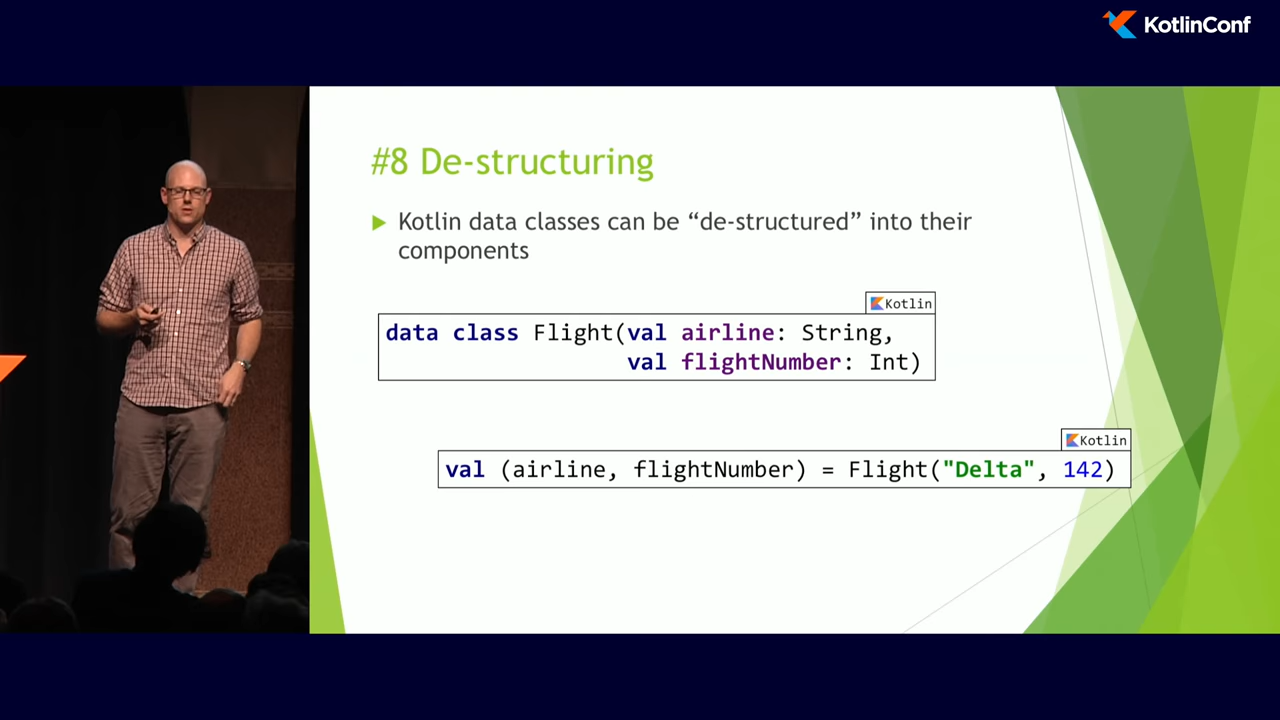 KotlinConf
#8 De-structuring
Kotlin data classes can be “de-structured” into their
components
Kotlin
data class Flight(val airline: String,
val flightNumber: Int)
Kotlin
val (airline, flightNumber) = Flight("Delta", 142)